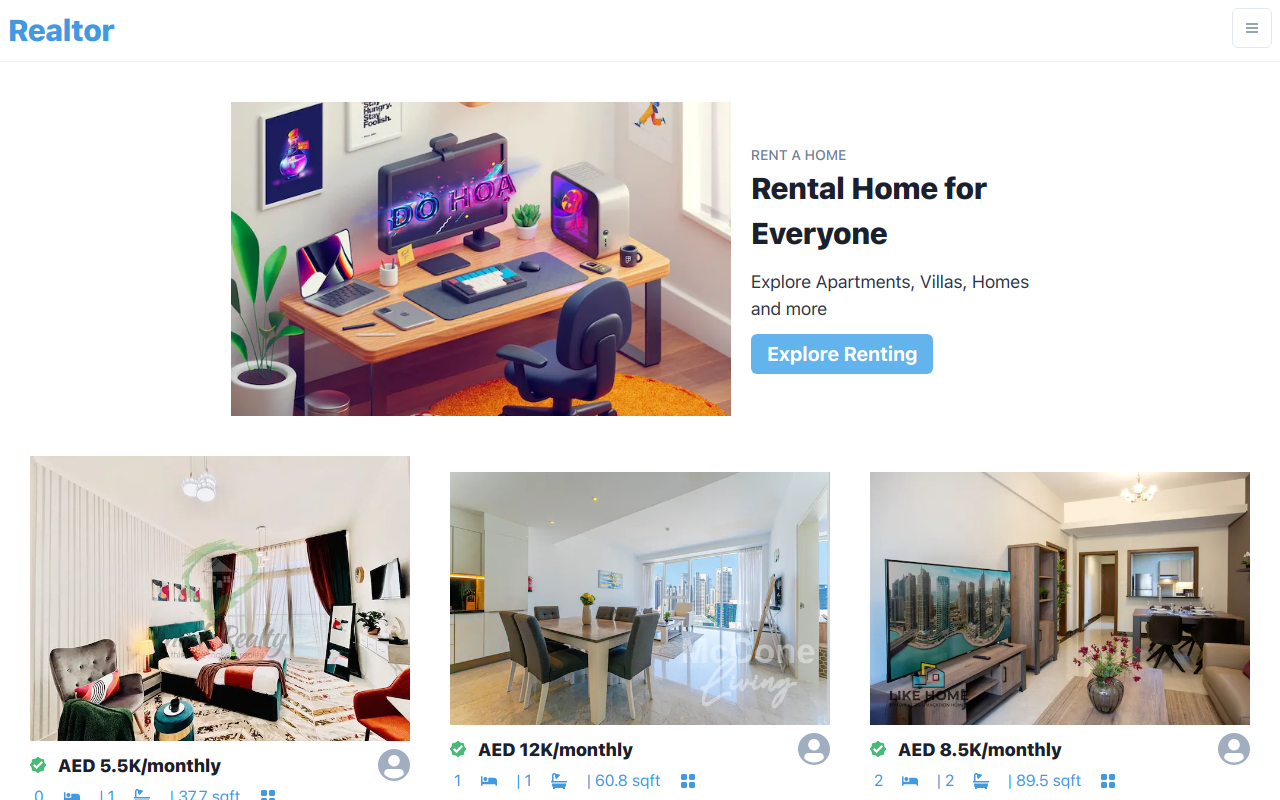 Realtor
Stay
Hungry.
Stay
Foolish.
ĐỒ HOẠ
RENT A HOME
Rental Home for
Everyone
Explore Apartments, Villas, Homes
and more
Explore Renting
Realty
McCone
Living
LIKE HOME
AED 5.5K/monthly
0 | 1 | 37.7 sqft
AED 12K/monthly
1 | 1 | 60.8 sqft
AED 8.5K/monthly
2 | 2 | 89.5 sqft